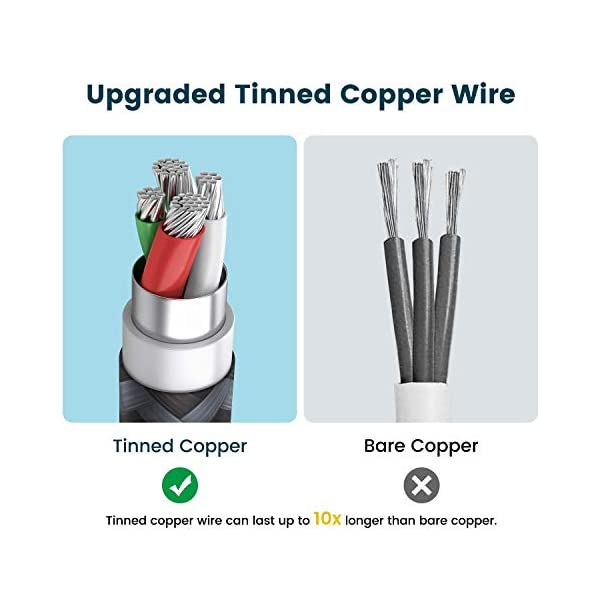 Upgraded Tinned Copper Wire
Tinned Copper
Bare Copper
Tinned copper wire can last up to 10x longer than bare copper.